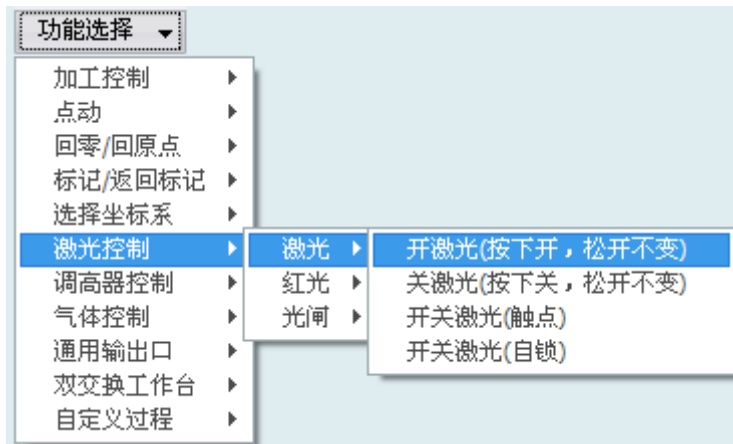 功能选择
加工控制
点动
回零/回原点
标记/返回标记
选择坐标系
激光控制
激光
开激光(按下开，松开不变)
调高器控制
红光
关激光(按下关，松开不变)
气体控制
光闸
开关激光(触点)
通用输出口
开关激光(自锁)
双交换工作台
自定义过程